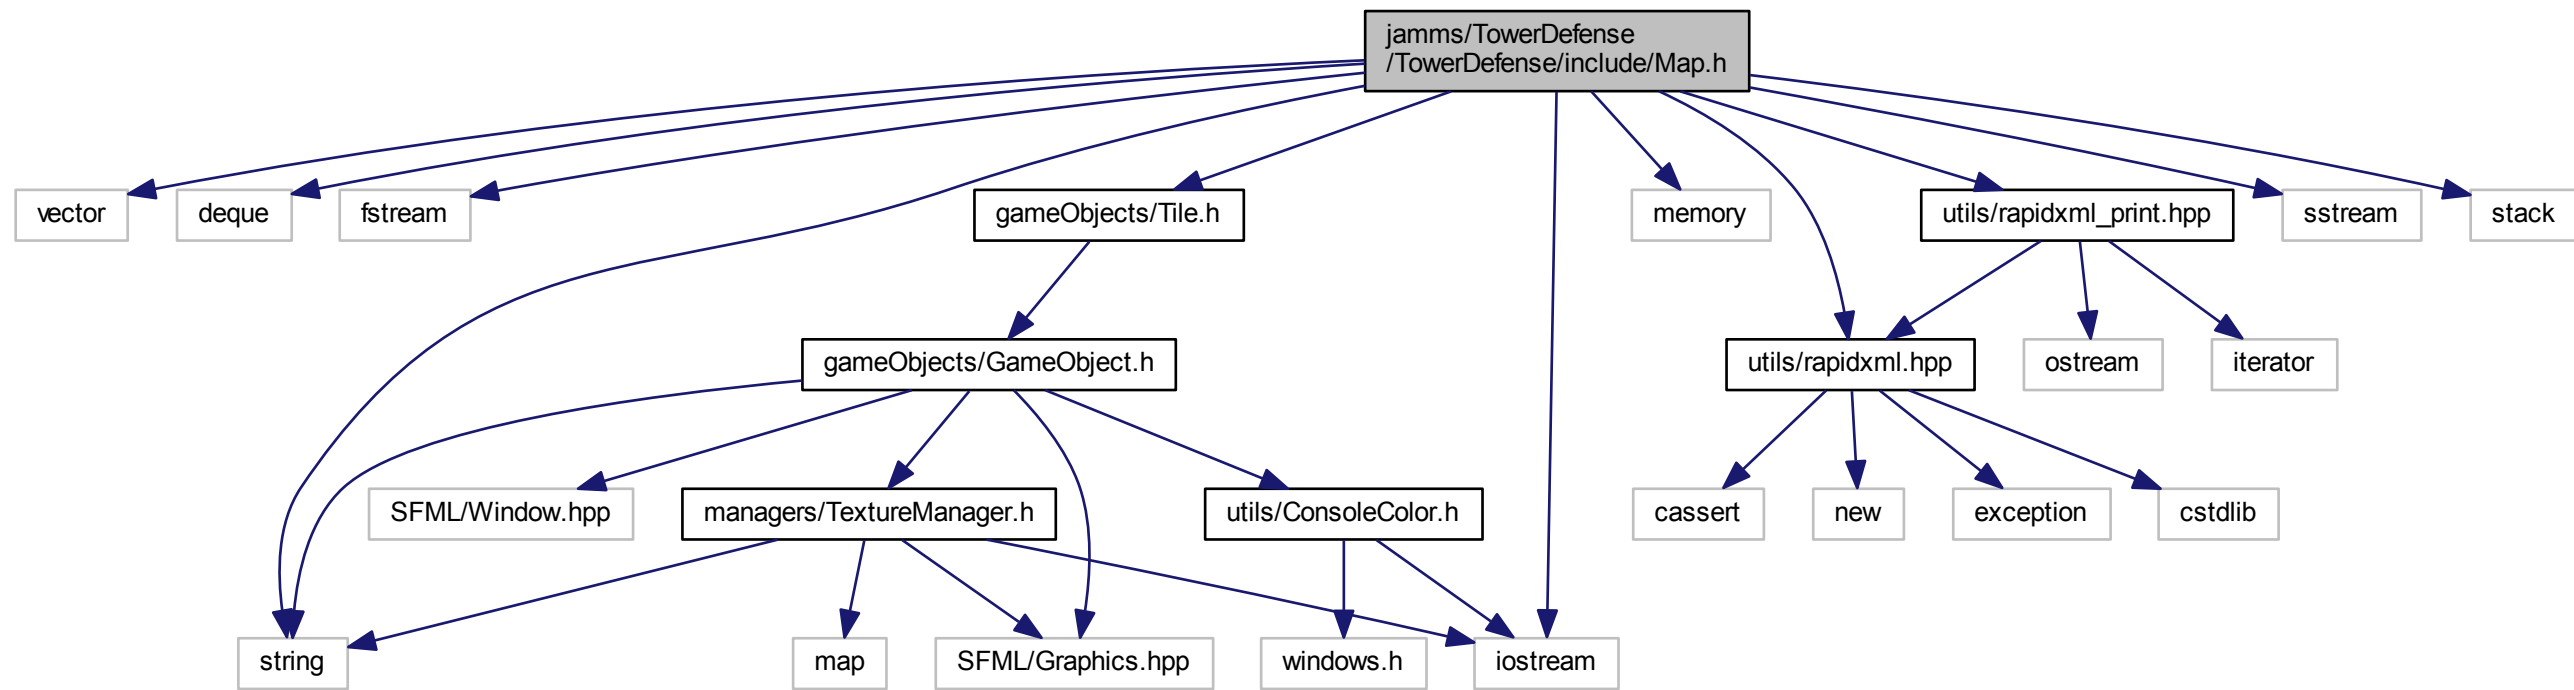 jamms/TowerDefense
/TowerDefense/include/Map.h
vector
deque
fstream
gameObjects/Tile.h
memory
utils/rapidxml_print.hpp
sstream
stack
gameObjects/GameObject.h
utils/rapidxml.hpp
ostream
iterator
SFML/Window.hpp
managers/TextureManager.h
utils/ConsoleColor.h
cassert
new
exception
cstdlib
string
map
SFML/Graphics.hpp
windows.h
iostream